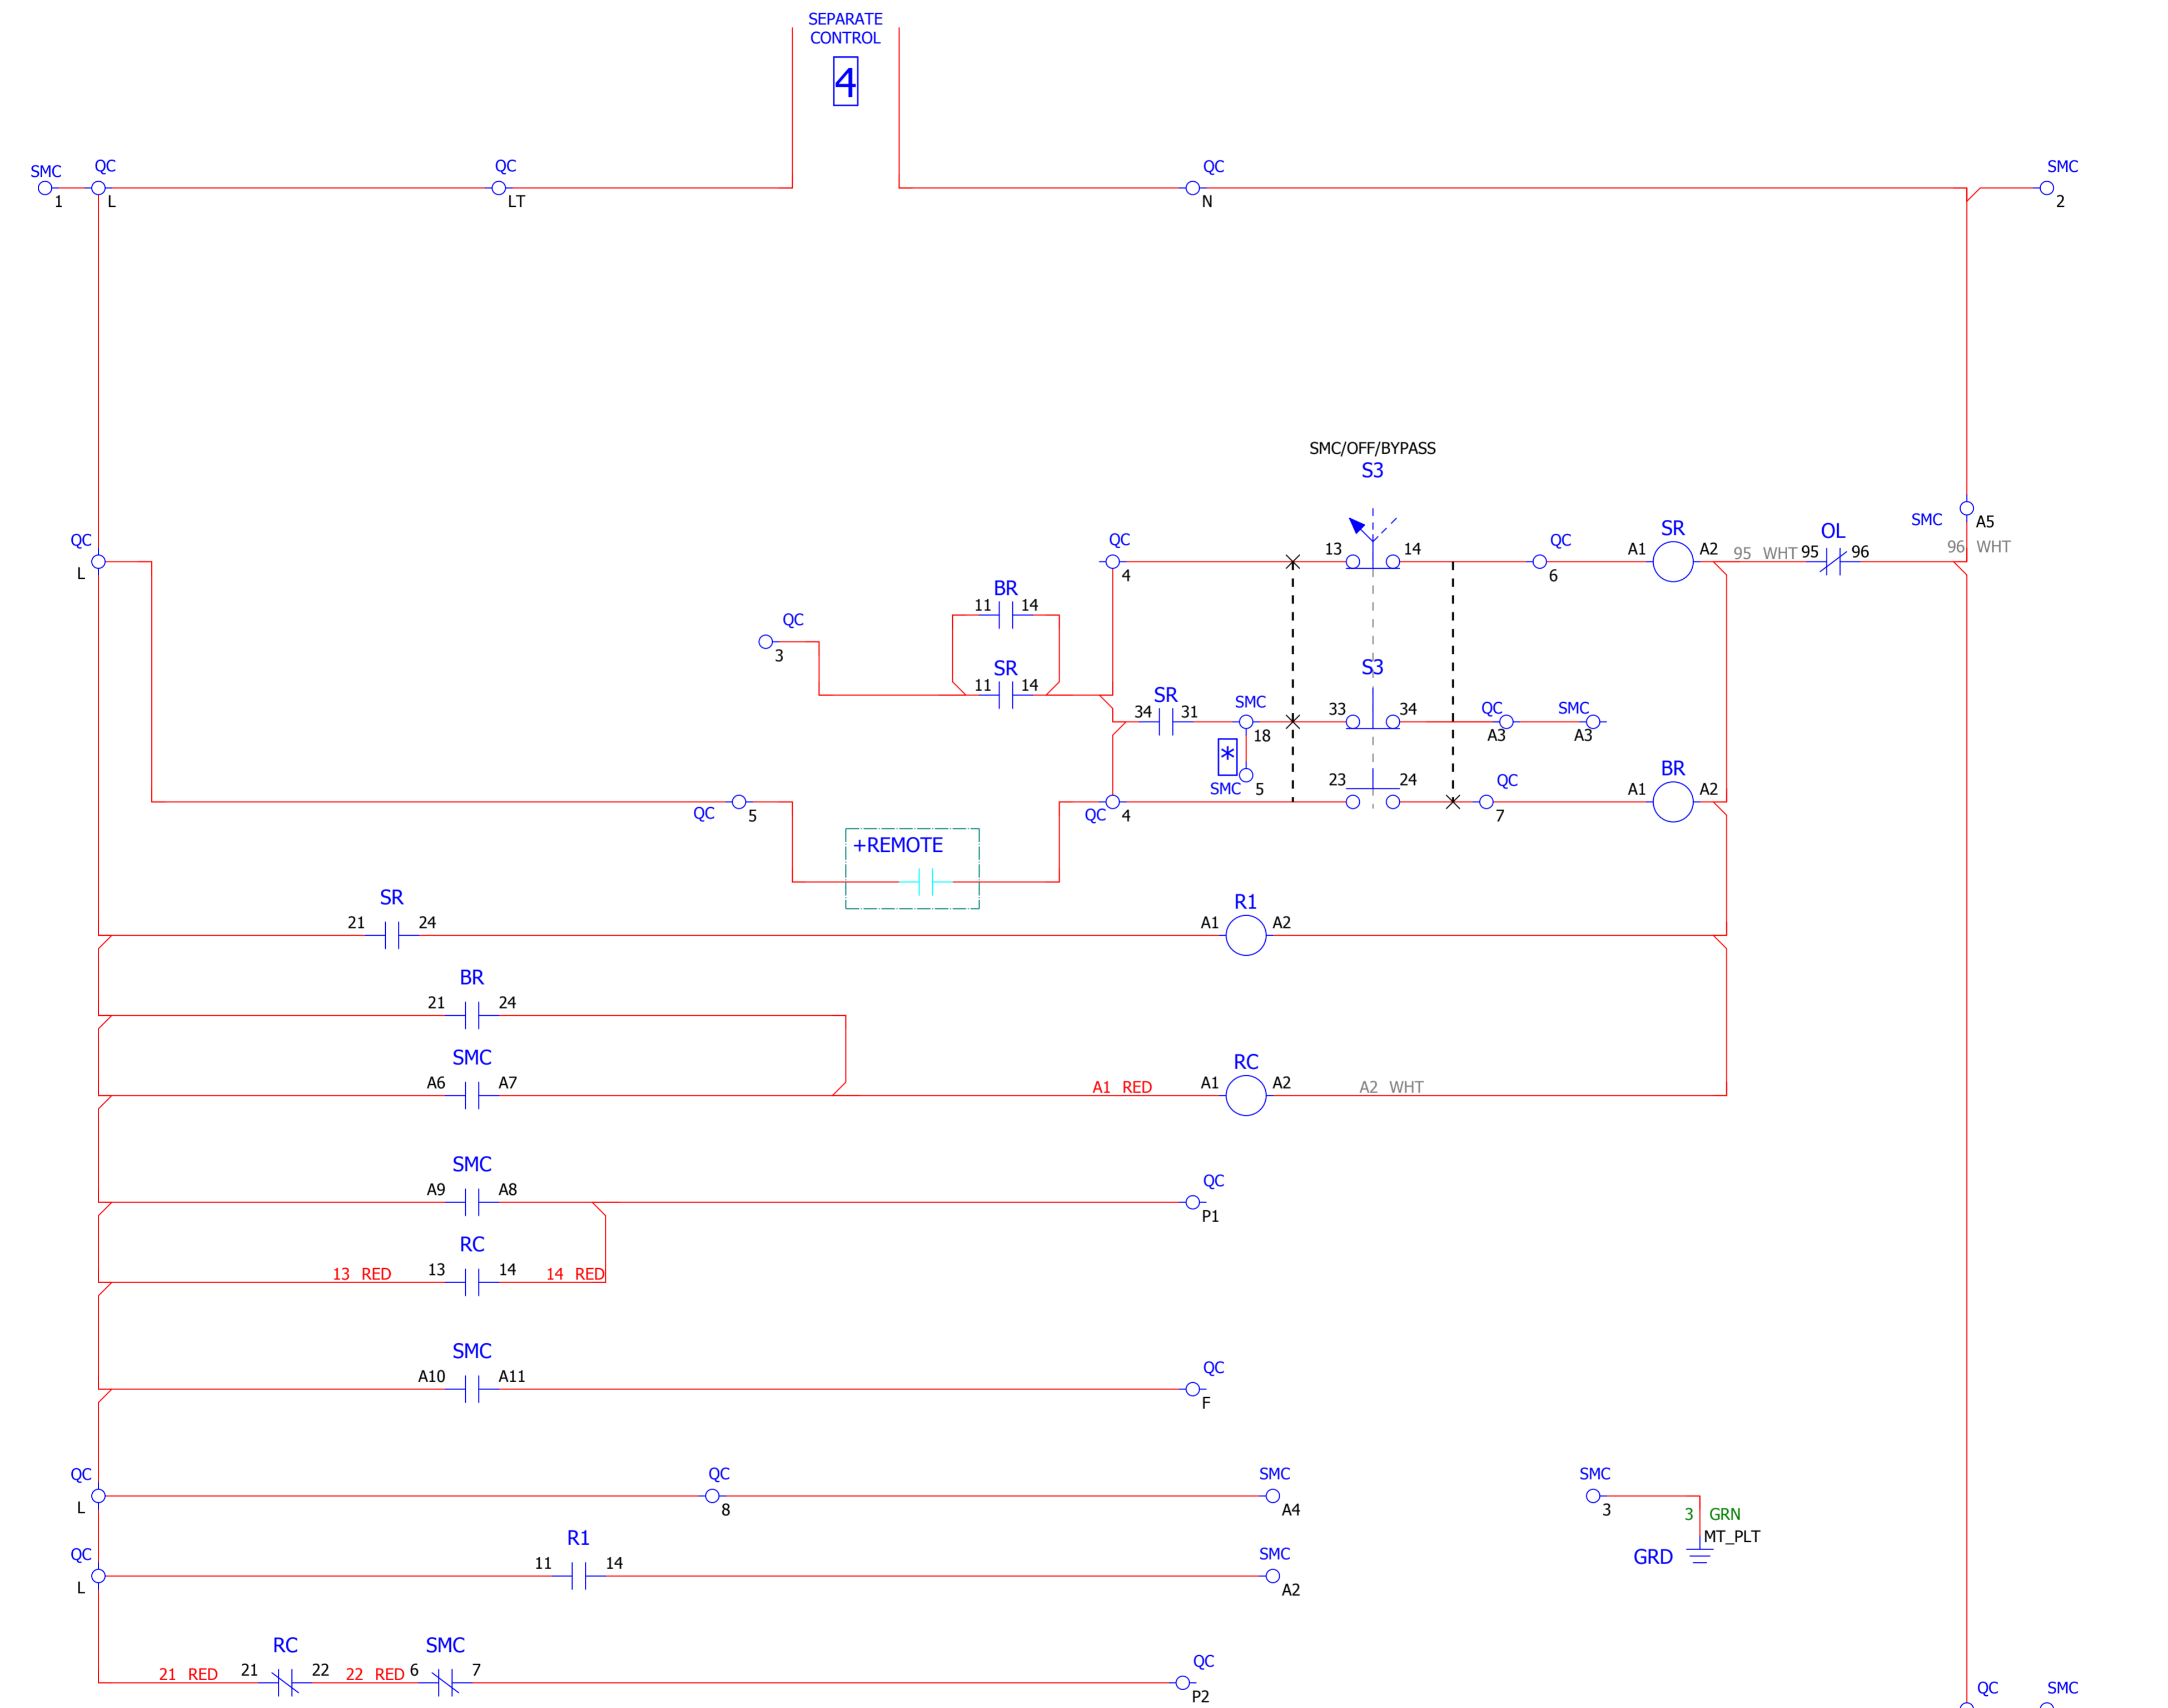 SEPARATE
CONTROL
4
SMC QC QC QC SMC
1 L LT N 2
SMC/OFF/BYPASS
S3
QC QC 13 14 QC SR OL SMC A5
L 4 6 A1 A2 95 WHT 95 96 96 WHT
BR
11 14
QC
3
SR S3
11 14
SR SMC QC SMC
34 31 18 33 34 A3 A3
*
SMC 5
23 24 QC BR
QC 5 QC 4 7 A1 A2
+REMOTE
SR R1
21 24 A1 A2
BR
21 24
SMC RC
A6 A7 A1 RED A1 A2 A2 WHT
SMC QC
A9 A8 P1
RC
13 RED 13 14 14 RED
SMC QC
A10 A11 F
QC QC SMC SMC
L 8 A4 3
3 GRN
MT_PLT
GRD
QC R1 SMC
L 11 14 A2
RC SMC QC
21 RED 21 22 22 RED 6 7 P2
QC SMC